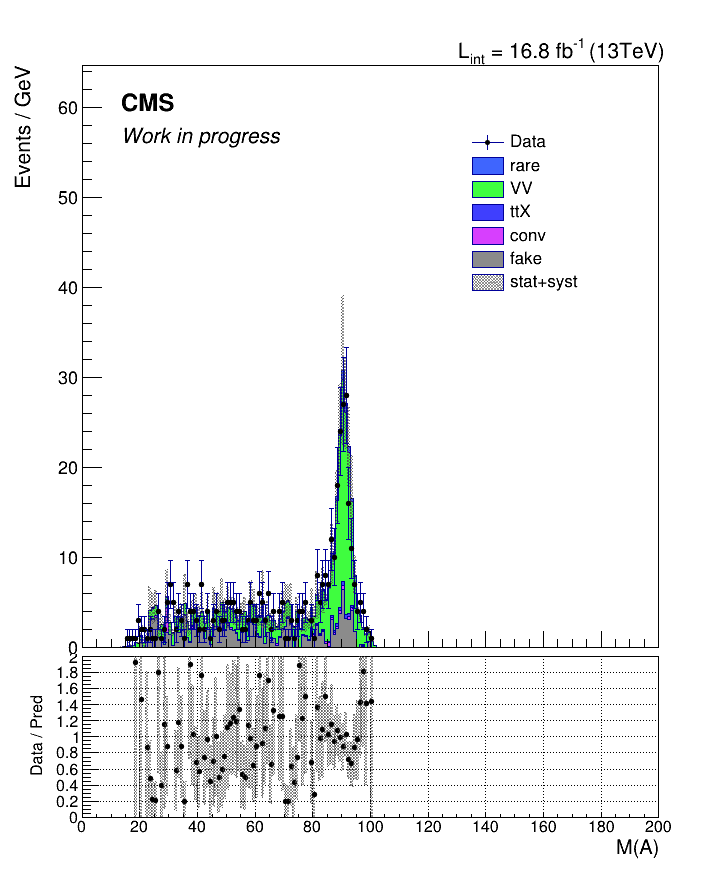 L_int = 16.8 fb^-1 (13TeV)
Events / GeV
CMS
Work in progress
Data
rare
VV
ttX
conv
fake
stat+syst
60
50
40
30
20
10
0
Data / Pred
2
1.8
1.6
1.4
1.2
1
0.8
0.6
0.4
0.2
0
0 20 40 60 80 100 120 140 160 180 200
M(A)